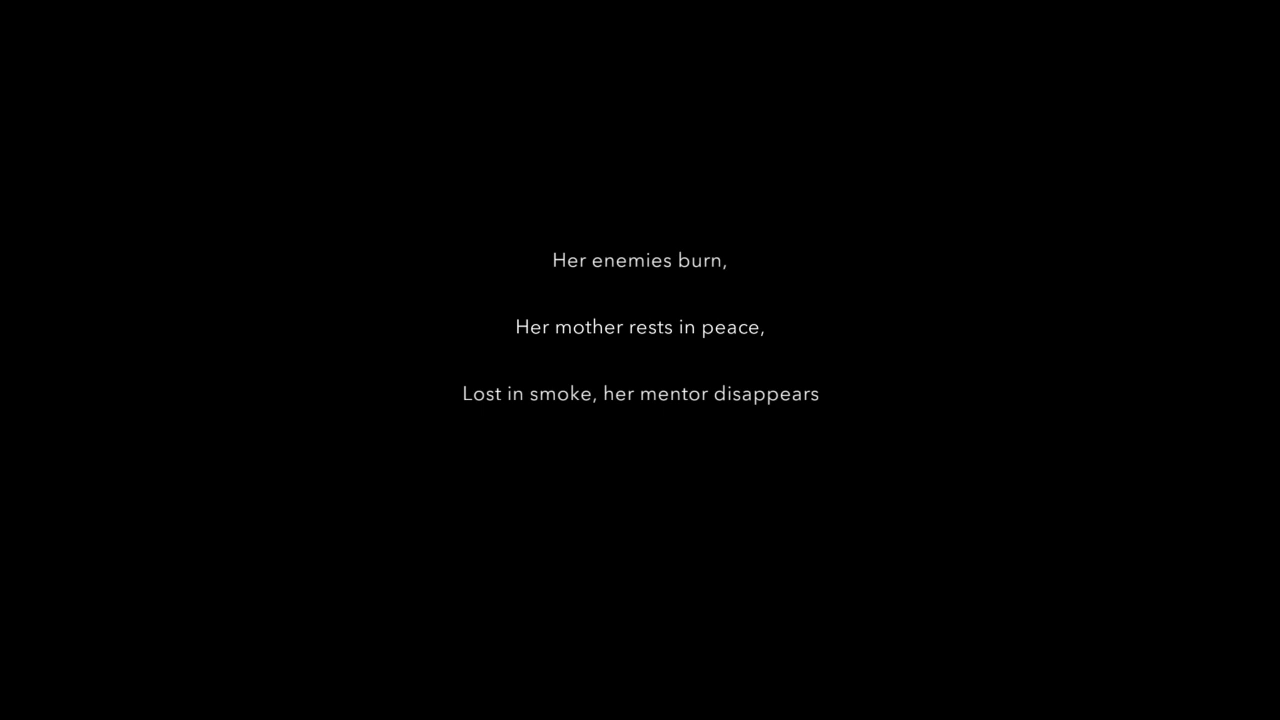 Her enemies burn,
Her mother rests in peace,
Lost in smoke, her mentor disappears